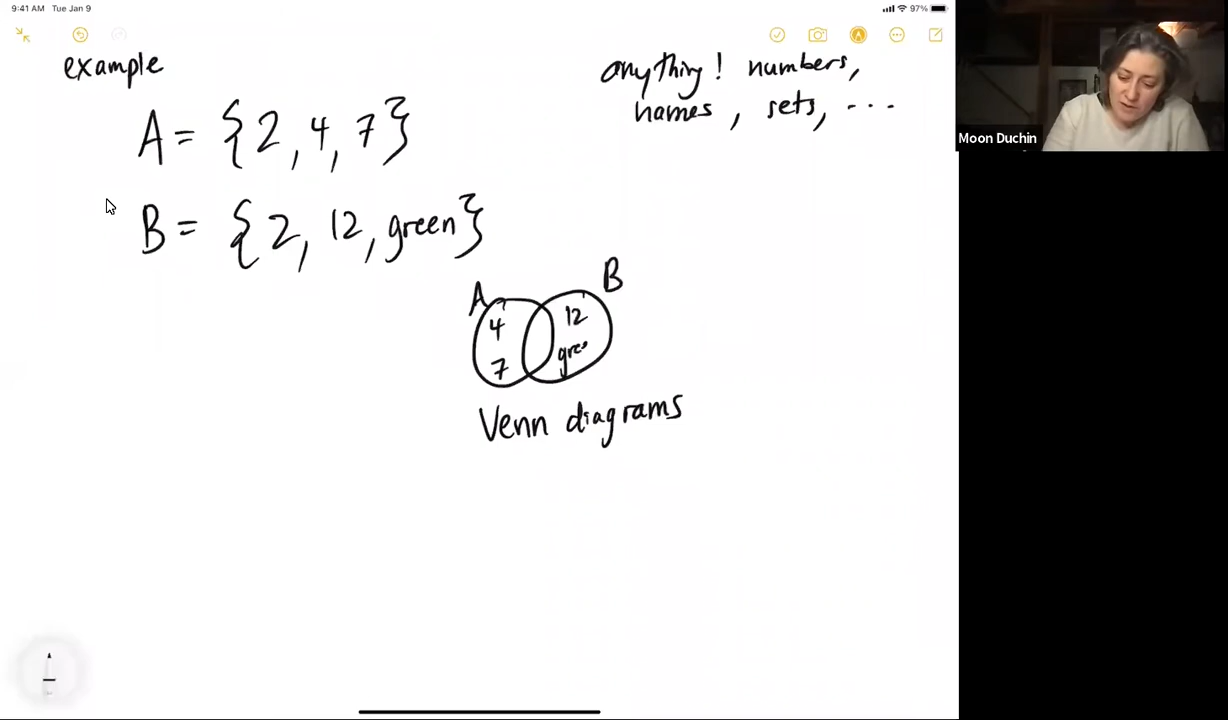 9:41 AM Tue Jan 9
97%
example
anything! numbers,
names, sets, ...
A = {2, 4, 7}
B = {2, 12, green}
Moon Duchin
A B
4 12
7 gree
Venn diagrams